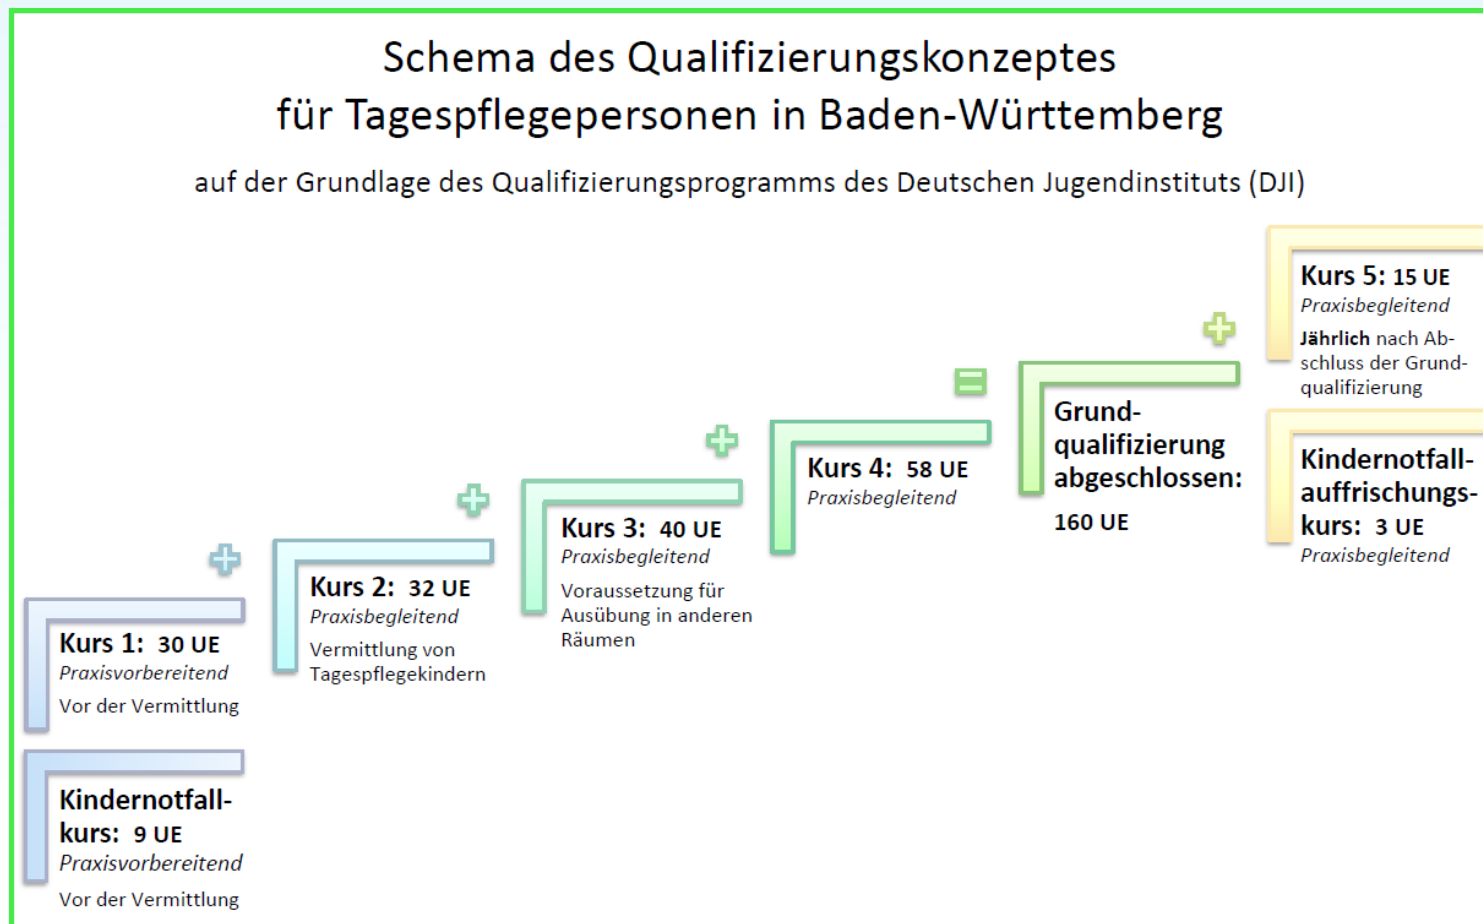 Schema des Qualifizierungskonzeptes
für Tagespflegepersonen in Baden-Württemberg
auf der Grundlage des Qualifizierungsprogramms des Deutschen Jugendinstituts (DJI)
Kurs 1: 30 UE
Praxisvorbereitend
Vor der Vermittlung
Kindernotfall-
kurs: 9 UE
Praxisvorbereitend
Vor der Vermittlung
Kurs 2: 32 UE
Praxisbegleitend
Vermittlung von
Tagespflegekindern
Kurs 3: 40 UE
Praxisbegleitend
Voraussetzung für
Ausübung in anderen
Räumen
Kurs 4: 58 UE
Praxisbegleitend
Grund-
qualifizierung
abgeschlossen:
160 UE
Kurs 5: 15 UE
Praxisbegleitend
Jährlich nach Ab-
schluss der Grund-
qualifizierung
Kindernotfall-
auffrischungs-
kurs: 3 UE
Praxisbegleitend